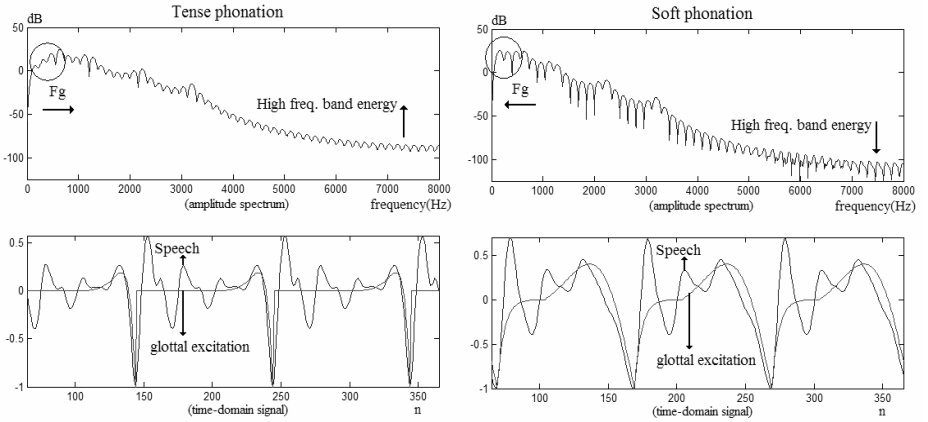 Tense phonation
dB
50
0
-50
-100
Fg
High freq. band energy
0
1000
2000
3000
4000
5000
6000
7000
8000
(amplitude spectrum)
frequency(Hz)
Soft phonation
dB
50
0
-50
-100
Fg
High freq. band energy
0
1000
2000
3000
4000
5000
6000
7000
8000
(amplitude spectrum)
frequency(Hz)
0.5
0
-0.5
-1
Speech
glottal excitation
100
150
200
250
300
350
(time-domain signal)
n
0.5
0
-0.5
-1
Speech
glottal excitation
100
150
200
250
300
350
(time-domain signal)
n